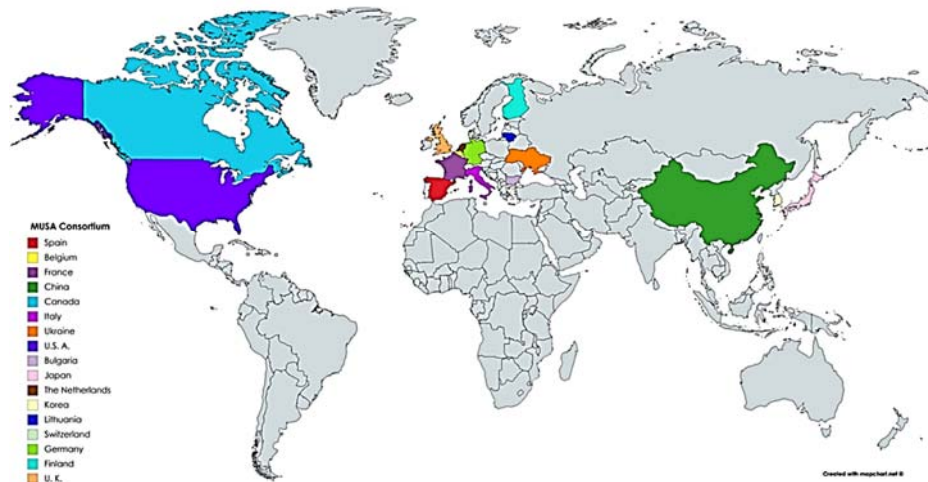 MUSA Consortium
Spain
Belgium
France
China
Canada
Italy
Ukraine
U.S. A.
Bulgaria
Japan
The Netherlands
Korea
Lithuania
Switzerland
Germany
Finland
U. K.
Created with mapchart.net ©